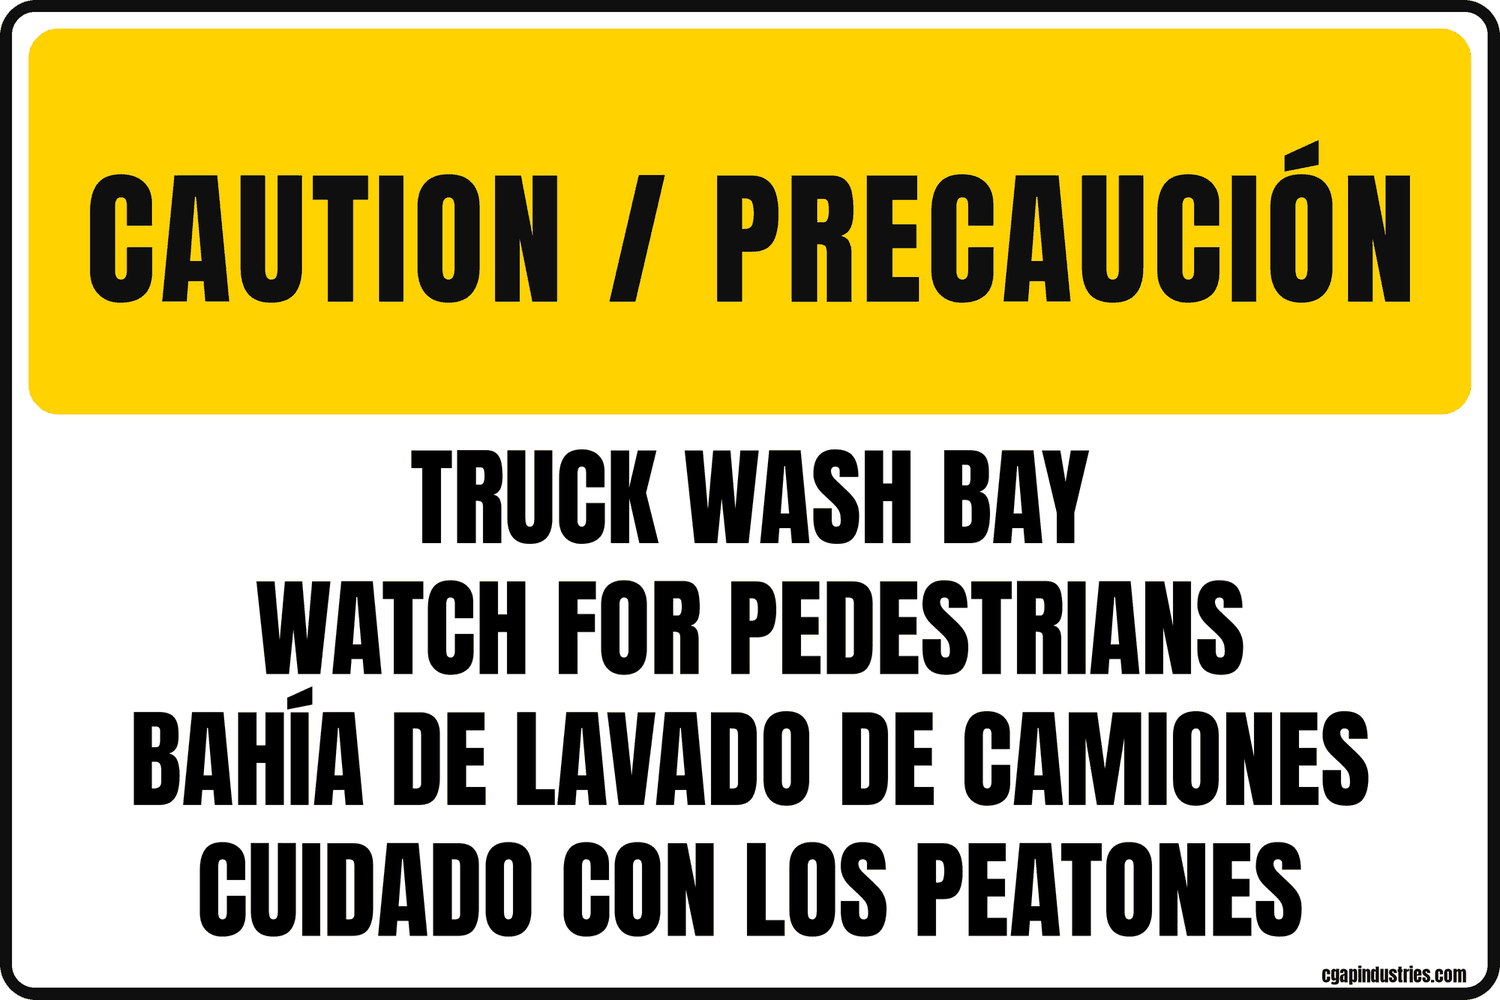 CAUTION / PRECAUCIÓN
TRUCK WASH BAY
WATCH FOR PEDESTRIANS
BAHÍA DE LAVADO DE CAMIONES
CUIDADO CON LOS PEATONES
cgapindustries.com